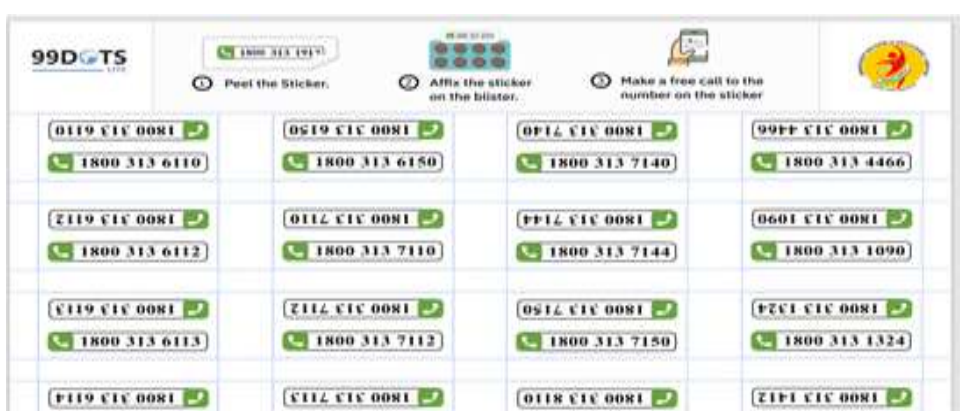 99DOTS
LITE
1 Peel the Sticker.
2 Affix the sticker
on the blister.
3 Make a free call to the
number on the sticker
1800 313 6110 1800 313 6150 1800 313 7140 1800 313 4466
1800 313 6110 1800 313 6150 1800 313 7140 1800 313 4466
1800 313 6112 1800 313 7110 1800 313 7144 1800 313 1090
1800 313 6112 1800 313 7110 1800 313 7144 1800 313 1090
1800 313 6113 1800 313 7112 1800 313 7150 1800 313 1324
1800 313 6113 1800 313 7112 1800 313 7150 1800 313 1324
1800 313 6114 1800 313 7113 1800 313 8110 1800 313 1412